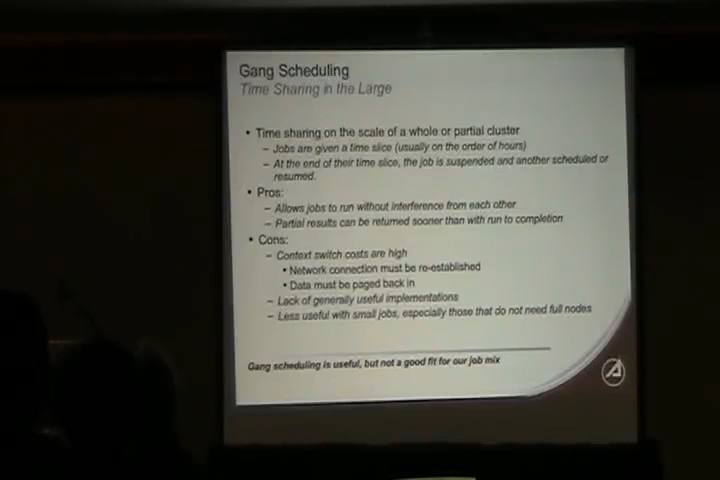 Gang Scheduling
Time Sharing in the Large
• Time sharing on the scale of a whole or partial cluster
– Jobs are given a time slice (usually on the order of hours)
– At the end of their time slice, the job is suspended and another scheduled or
resumed.
• Pros:
– Allows jobs to run without interference from each other
– Partial results can be returned sooner than with run to completion
• Cons:
– Context switch costs are high
• Network connection must be re-established
• Data must be paged back in
– Lack of generally useful implementations
– Less useful with small jobs, especially those that do not need full nodes
Gang scheduling is useful, but not a good fit for our job mix